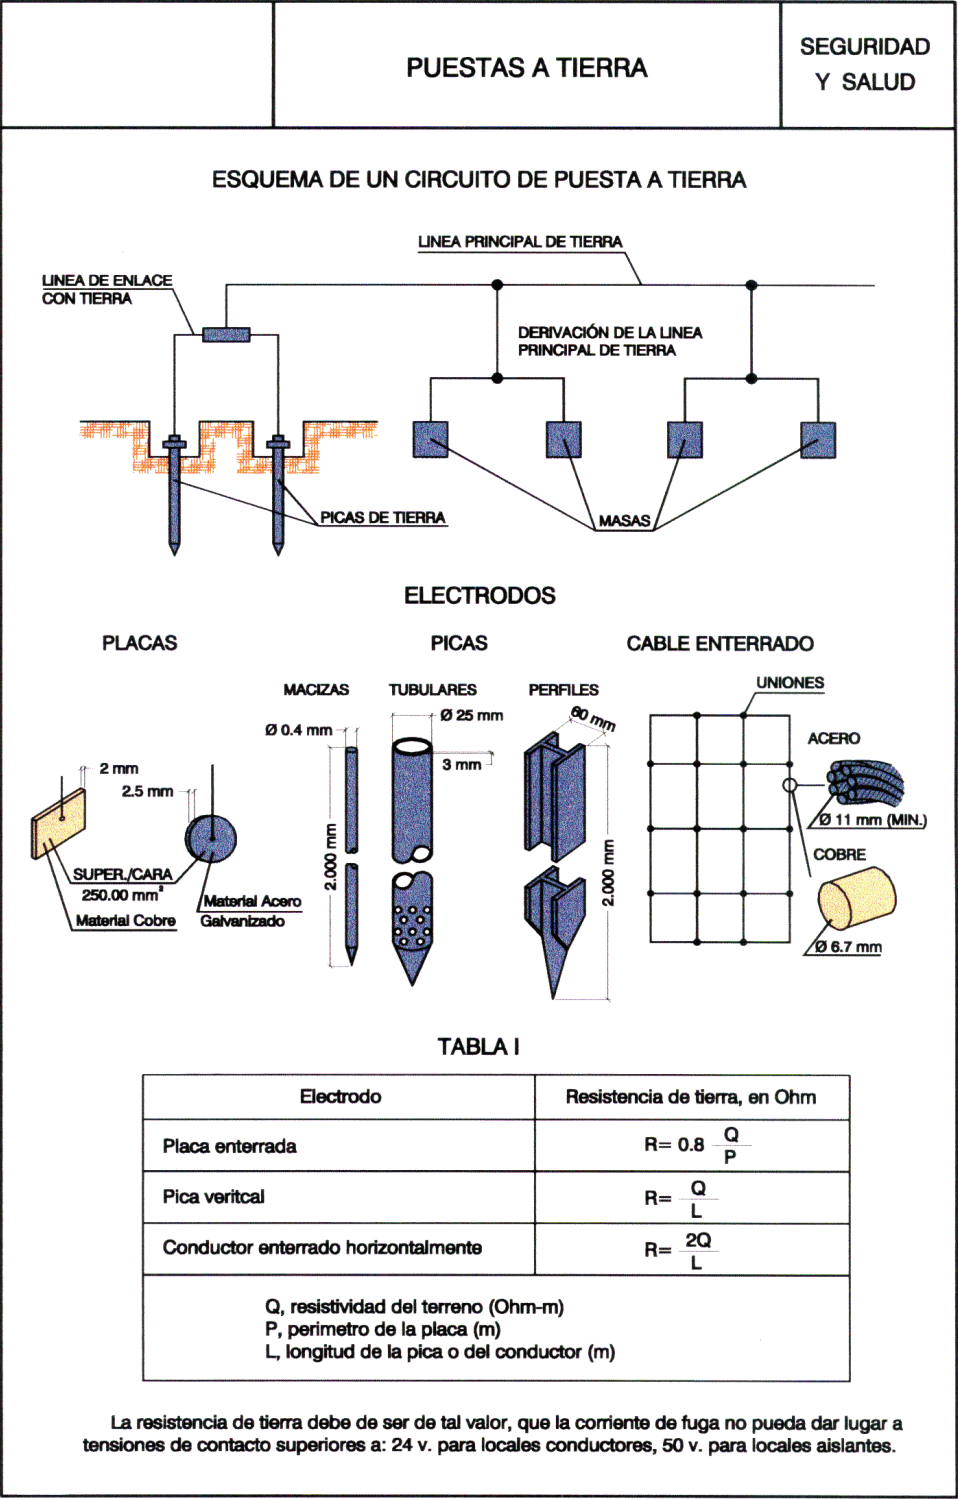 PUESTAS A TIERRA
SEGURIDAD
Y SALUD
ESQUEMA DE UN CIRCUITO DE PUESTA A TIERRA
LINEA PRINCIPAL DE TIERRA
LINEA DE ENLACE
CON TIERRA
DERIVACIÓN DE LA LINEA
PRINCIPAL DE TIERRA
PICAS DE TIERRA
MASAS
ELECTRODOS
PLACAS
PICAS
CABLE ENTERRADO
MACIZAS
TUBULARES
PERFILES
UNIONES
Ø 0.4 mm
Ø 25 mm
60 mm
3 mm
2 mm
2.5 mm
2.000 mm
2.000 mm
SUPER./CARA
250.00 mm²
Material Cobre
Material Acero
Galvanizado
ACERO
Ø 11 mm (MIN.)
COBRE
Ø 6.7 mm
TABLA I
Electrodo Resistencia de tierra, en Ohm
Placa enterrada R= 0.8 Q/P
Pica veritcal R= Q/L
Conductor enterrado horizontalmente R= 2Q/L
Q, resistividad del terreno (Ohm-m)
P, perimetro de la placa (m)
L, longitud de la pica o del conductor (m)
La resistencia de tierra debe de ser de tal valor, que la corriente de fuga no pueda dar lugar a
tensiones de contacto superiores a: 24 v. para locales conductores, 50 v. para locales aislantes.